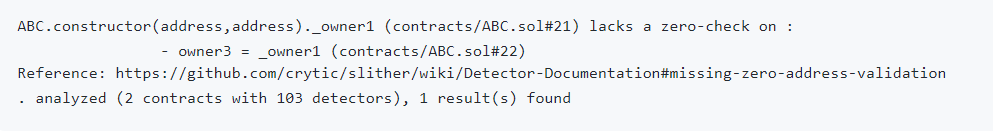 ABC.constructor(address,address)._owner1 (contracts/ABC.sol#21) lacks a zero-check on :
- owner3 = _owner1 (contracts/ABC.sol#22)
Reference: https://github.com/crytic/slither/wiki/Detector-Documentation#missing-zero-address-validation
. analyzed (2 contracts with 103 detectors), 1 result(s) found